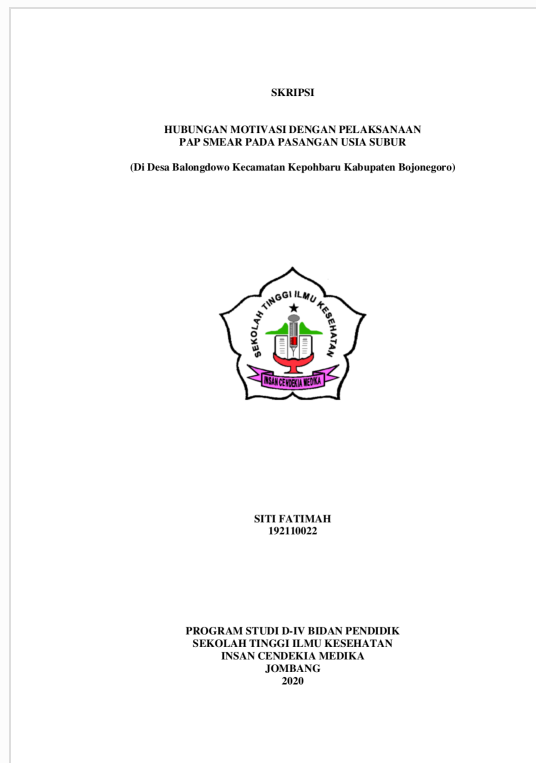 SKRIPSI
HUBUNGAN MOTIVASI DENGAN PELAKSANAAN
PAP SMEAR PADA PASANGAN USIA SUBUR
(Di Desa Balongdowo Kecamatan Kepohbaru Kabupaten Bojonegoro)
SEKOLAH TINGGI ILMU KESEHATAN
INSAN CENDEKIA MEDIKA
SITI FATIMAH
192110022
PROGRAM STUDI D-IV BIDAN PENDIDIK
SEKOLAH TINGGI ILMU KESEHATAN
INSAN CENDEKIA MEDIKA
JOMBANG
2020